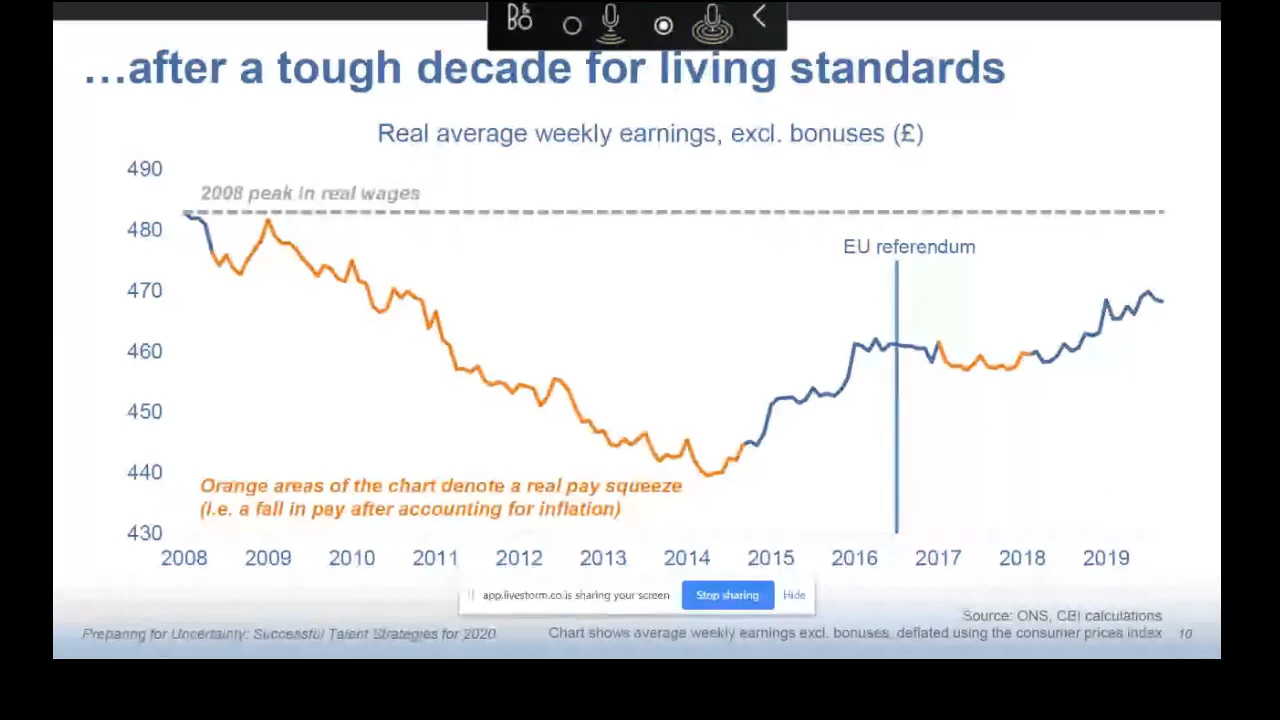 B&O
…after a tough decade for living standards
Real average weekly earnings, excl. bonuses (£)
490
2008 peak in real wages
480
EU referendum
470
460
450
440
Orange areas of the chart denote a real pay squeeze
(i.e. a fall in pay after accounting for inflation)
430
2008 2009 2010 2011 2012 2013 2014 2015 2016 2017 2018 2019
app.livestorm.co is sharing your screen Stop sharing Hide
Source: ONS, CBI calculations
Preparing for Uncertainty: Successful Talent Strategies for 2020 Chart shows average weekly earnings excl. bonuses, deflated using the consumer prices index 10